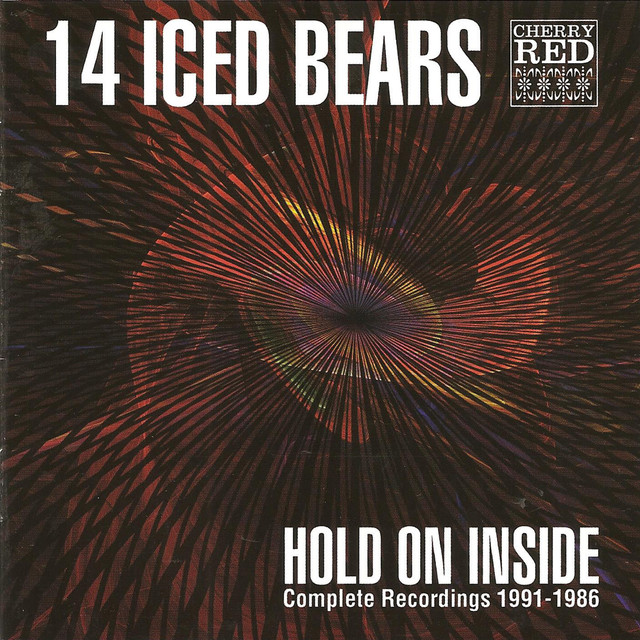 14 ICED BEARS
CHERRY
RED
HOLD ON INSIDE
Complete Recordings 1991-1986